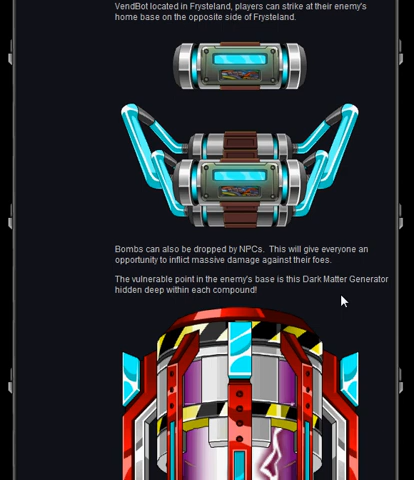 VendBot located in Frysteland, players can strike at their enemy's
home base on the opposite side of Frysteland.
Bombs can also be dropped by NPCs. This will give everyone an
opportunity to inflict massive damage against their foes.
The vulnerable point in the enemy's base is this Dark Matter Generator
hidden deep within each compound!